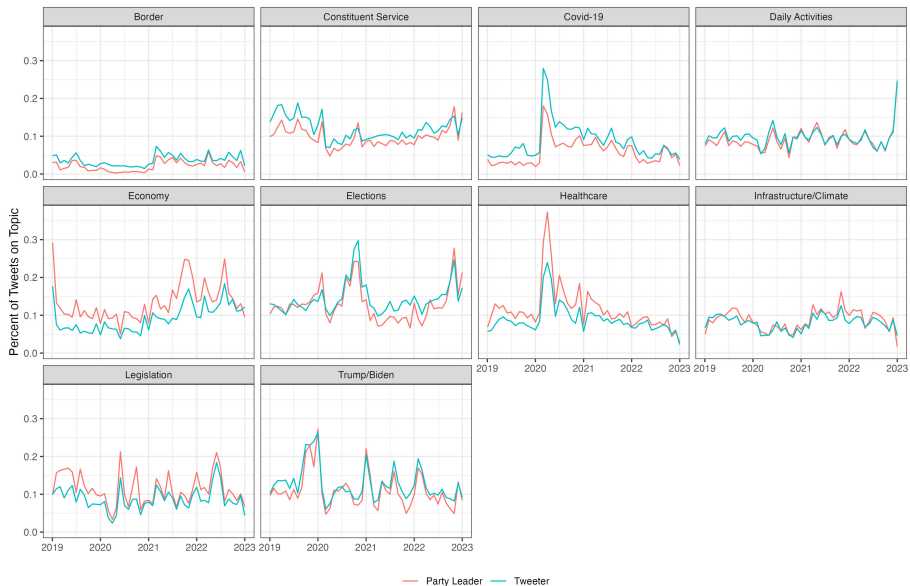 Border Constituent Service Covid-19 Daily Activities
0.3
0.2
0.1
0.0
Economy Elections Healthcare Infrastructure/Climate
Percent of Tweets on Topic
0.3
0.2
0.1
0.0
2019 2020 2021 2022 2023 2019 2020 2021 2022 2023
Legislation Trump/Biden
0.3
0.2
0.1
0.0
2019 2020 2021 2022 2023 2019 2020 2021 2022 2023
Party Leader Tweeter